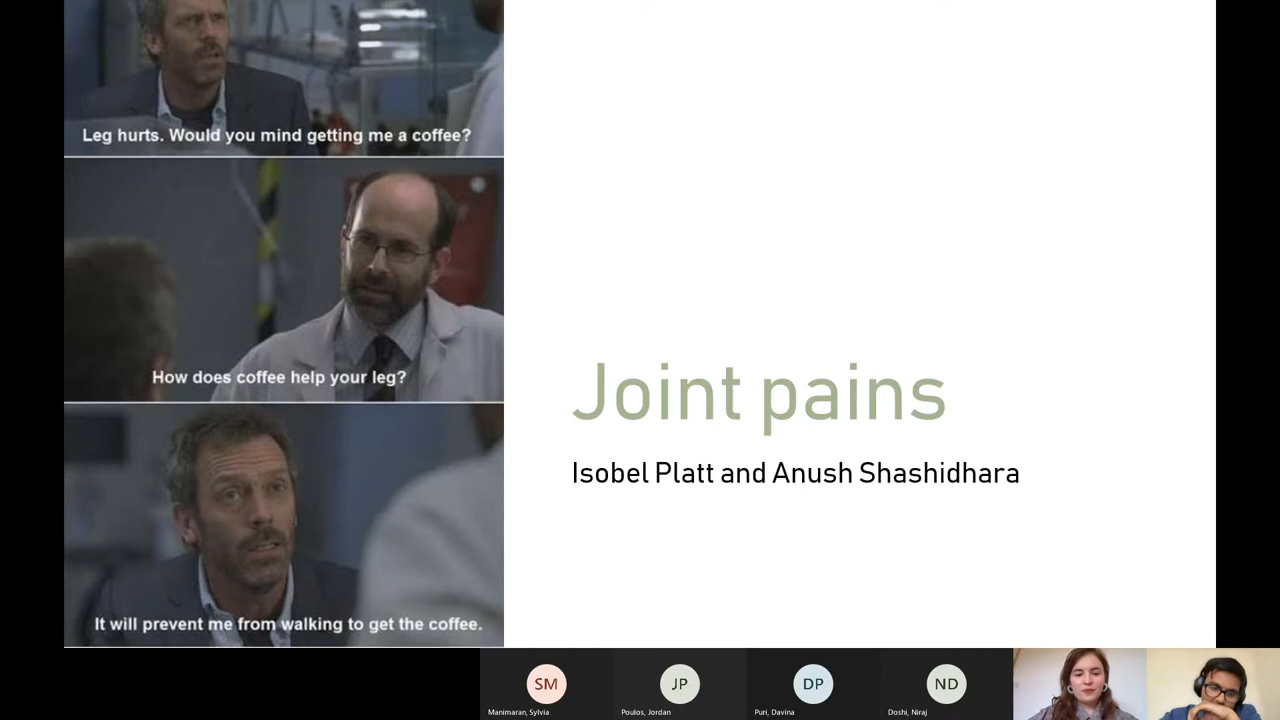 Leg hurts. Would you mind getting me a coffee?
How does coffee help your leg?
It will prevent me from walking to get the coffee.
Joint pains
Isobel Platt and Anush Shashidhara
SM
Manimaran, Sylvia
JP
Poulos, Jordan
DP
Puri, Davina
ND
Doshi, Niraj